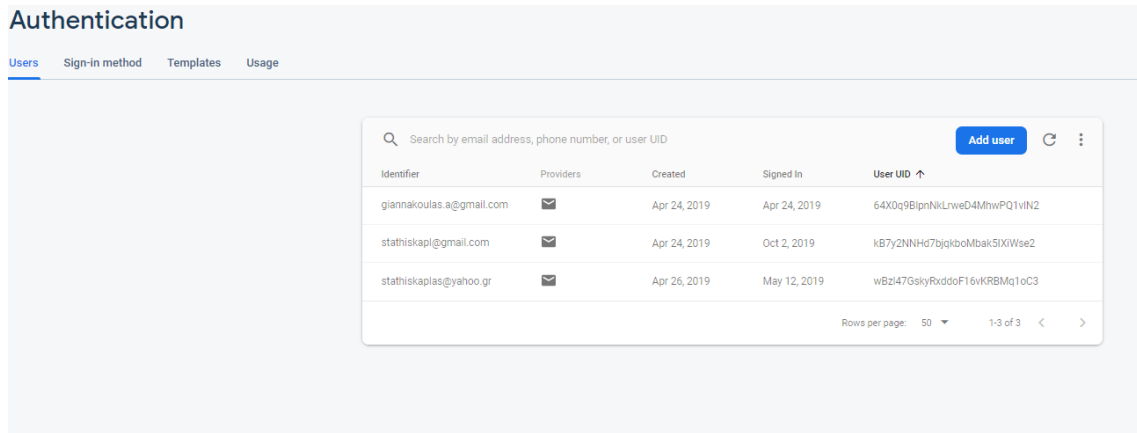 Authentication
Users Sign-in method Templates Usage
Search by email address, phone number, or user UID Add user
Identifier Providers Created Signed In User UID
giannakoulas.a@gmail.com Apr 24, 2019 Apr 24, 2019 64X0q9BIpnNkLrweD4MhwPQ1vIN2
stathiskapl@gmail.com Apr 24, 2019 Oct 2, 2019 kB7y2NNHd7bjqkboMbak5IXiWse2
stathiskaplas@yahoo.gr Apr 26, 2019 May 12, 2019 wBzI47GskyRxddoF16vKRBMq1oC3
Rows per page: 50 1-3 of 3